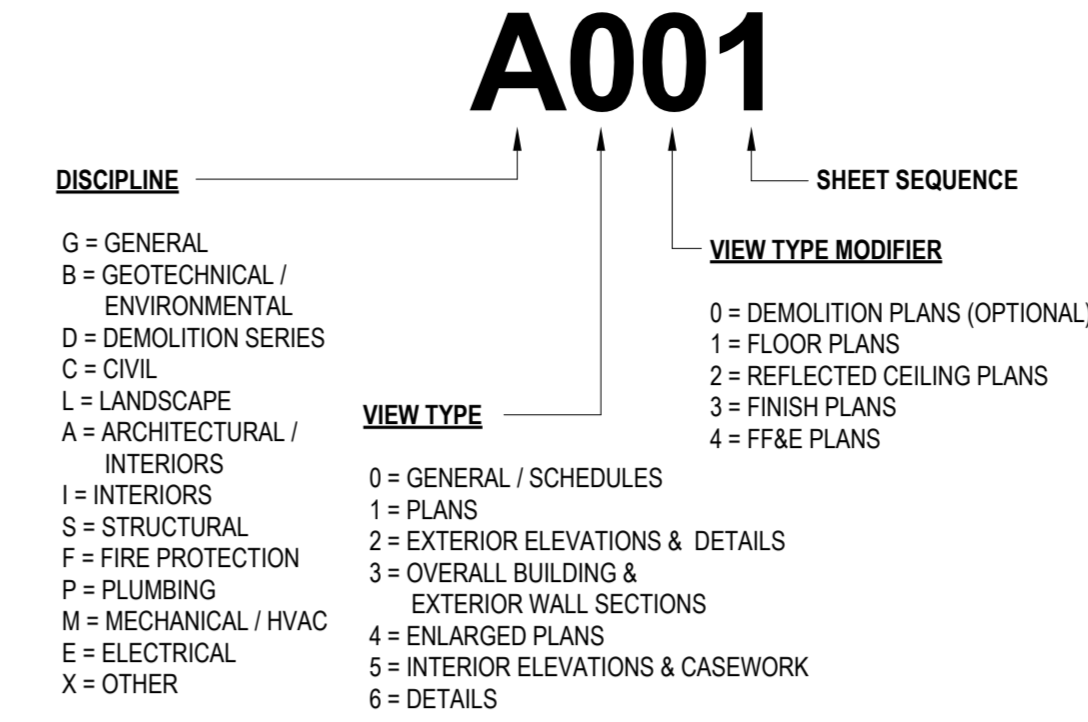 A001
DISCIPLINE
G = GENERAL
B = GEOTECHNICAL /
ENVIRONMENTAL
D = DEMOLITION SERIES
C = CIVIL
L = LANDSCAPE
A = ARCHITECTURAL /
INTERIORS
I = INTERIORS
S = STRUCTURAL
F = FIRE PROTECTION
P = PLUMBING
M = MECHANICAL / HVAC
E = ELECTRICAL
X = OTHER
VIEW TYPE
0 = GENERAL / SCHEDULES
1 = PLANS
2 = EXTERIOR ELEVATIONS & DETAILS
3 = OVERALL BUILDING &
EXTERIOR WALL SECTIONS
4 = ENLARGED PLANS
5 = INTERIOR ELEVATIONS & CASEWORK
6 = DETAILS
VIEW TYPE MODIFIER
0 = DEMOLITION PLANS (OPTIONAL)
1 = FLOOR PLANS
2 = REFLECTED CEILING PLANS
3 = FINISH PLANS
4 = FF&E PLANS
SHEET SEQUENCE